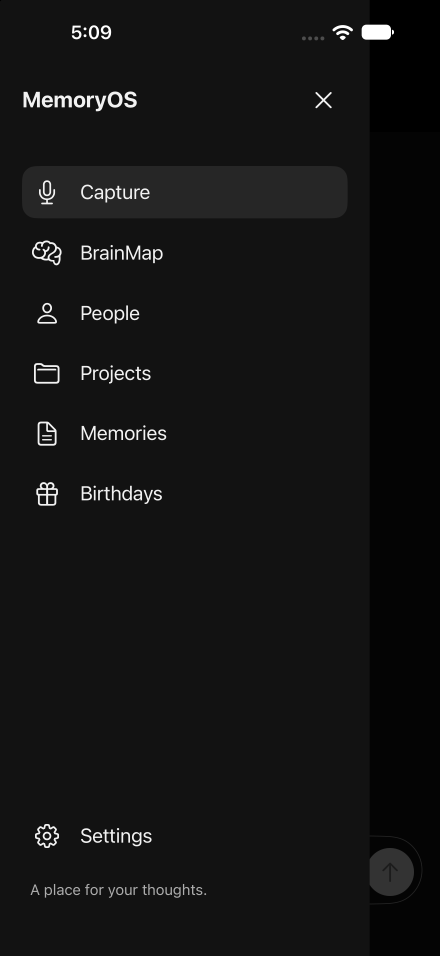 5:09
MemoryOS
Capture
BrainMap
People
Projects
Memories
Birthdays
Settings
A place for your thoughts.